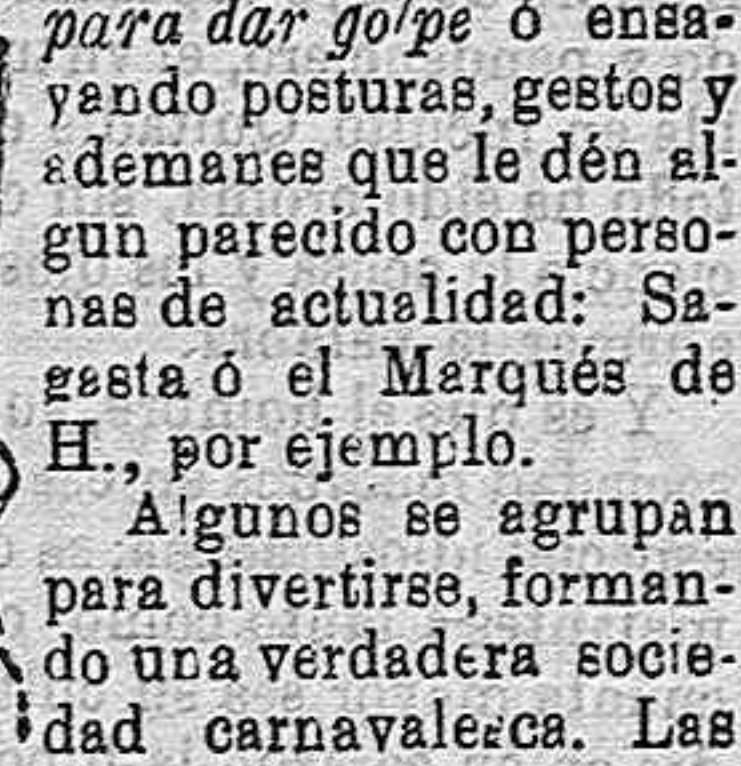 para dar golpe ó ensa-
yando posturas, gestos y
ademanes que le dén al-
gun parecido con perso-
nas de actualidad: Sa-
gasta ó el Marqués de
H., por ejemplo.
Algunos se agrupan
para divertirse, forman-
do una verdadera socie-
dad carnavalesca. Las